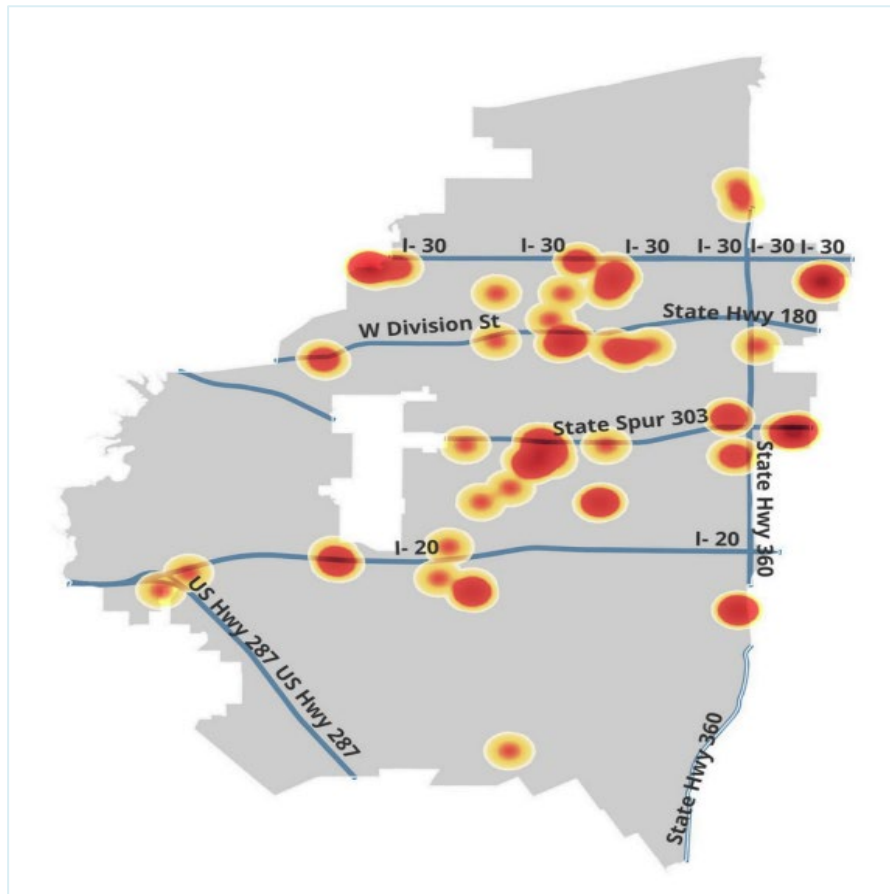 I- 30
I- 30
I- 30
I- 30
I- 30
I- 30
State Hwy 180
W Division St
State Spur 303
State Hwy 360
I- 20
I- 20
US Hwy 287
US Hwy 287
State Hwy 360